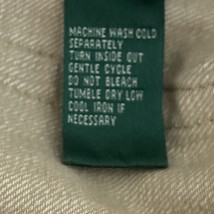 MACHINE WASH COLD
SEPARATELY
TURN INSIDE OUT
GENTLE CYCLE
DO NOT BLEACH
TUMBLE DRY LOW
COOL IRON IF
NECESSARY